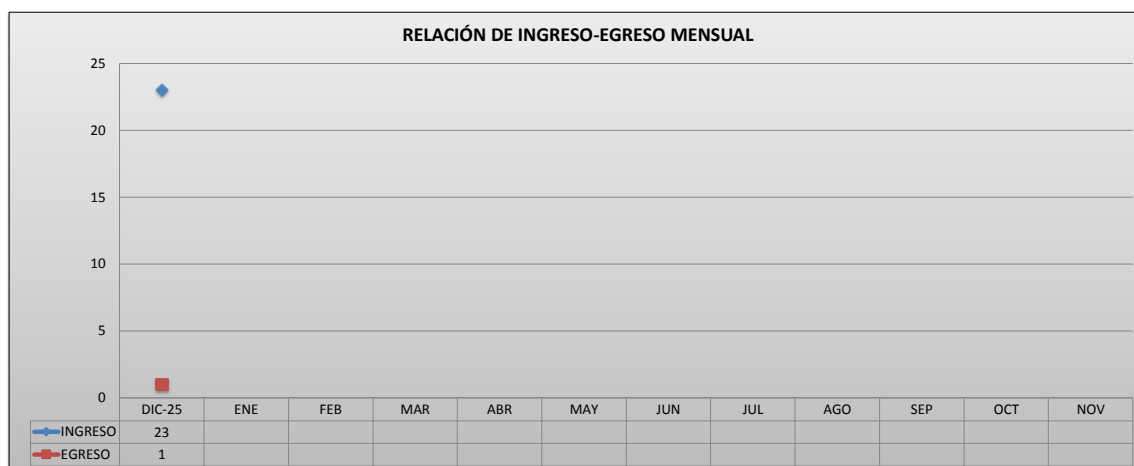 RELACIÓN DE INGRESO-EGRESO MENSUAL
25
20
15
10
5
0
DIC-25 ENE FEB MAR ABR MAY JUN JUL AGO SEP OCT NOV
INGRESO 23
EGRESO 1